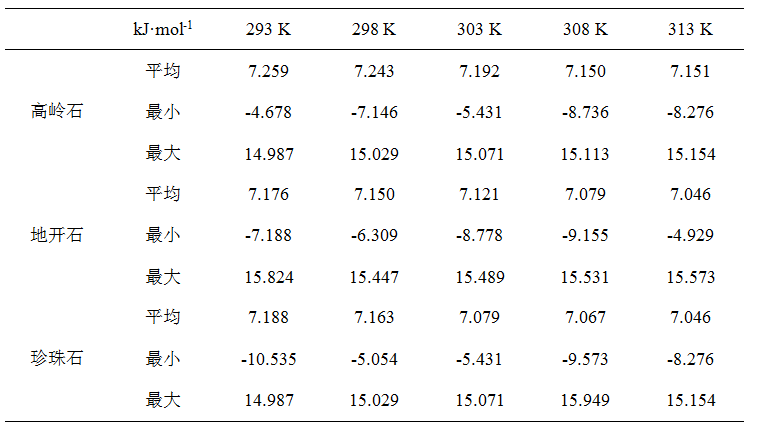 kJ·mol-1 293 K 298 K 303 K 308 K 313 K
平均 7.259 7.243 7.192 7.150 7.151
高岭石 最小 -4.678 -7.146 -5.431 -8.736 -8.276
最大 14.987 15.029 15.071 15.113 15.154
平均 7.176 7.150 7.121 7.079 7.046
地开石 最小 -7.188 -6.309 -8.778 -9.155 -4.929
最大 15.824 15.447 15.489 15.531 15.573
平均 7.188 7.163 7.079 7.067 7.046
珍珠石 最小 -10.535 -5.054 -5.431 -9.573 -8.276
最大 14.987 15.029 15.071 15.949 15.154